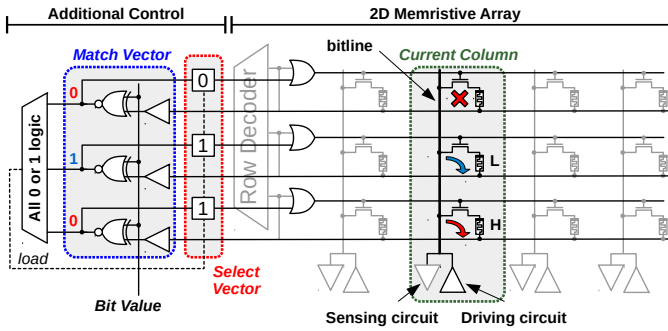 Additional Control
2D Memristive Array
Match Vector
bitline
Current Column
All 0 or 1 logic
Row Decoder
0
0
1
1
L
0
1
H
load
Select
Vector
Bit Value
Sensing circuit
Driving circuit